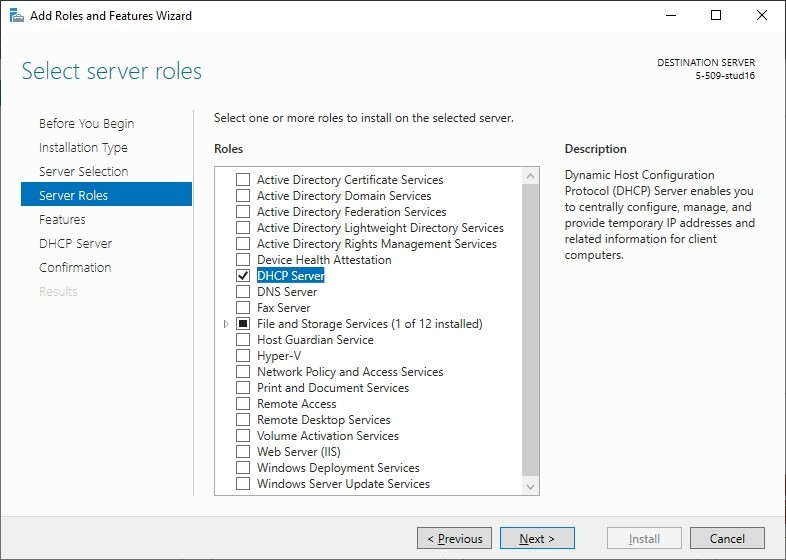 Add Roles and Features Wizard
Select server roles
DESTINATION SERVER
5-509-stud16
Before You Begin
Installation Type
Server Selection
Server Roles
Features
DHCP Server
Confirmation
Results
Select one or more roles to install on the selected server.
Roles
Active Directory Certificate Services
Active Directory Domain Services
Active Directory Federation Services
Active Directory Lightweight Directory Services
Active Directory Rights Management Services
Device Health Attestation
DHCP Server
DNS Server
Fax Server
File and Storage Services (1 of 12 installed)
Host Guardian Service
Hyper-V
Network Policy and Access Services
Print and Document Services
Remote Access
Remote Desktop Services
Volume Activation Services
Web Server (IIS)
Windows Deployment Services
Windows Server Update Services
Description
Dynamic Host Configuration
Protocol (DHCP) Server enables you
to centrally configure, manage, and
provide temporary IP addresses and
related information for client
computers.
< Previous
Next >
Install
Cancel